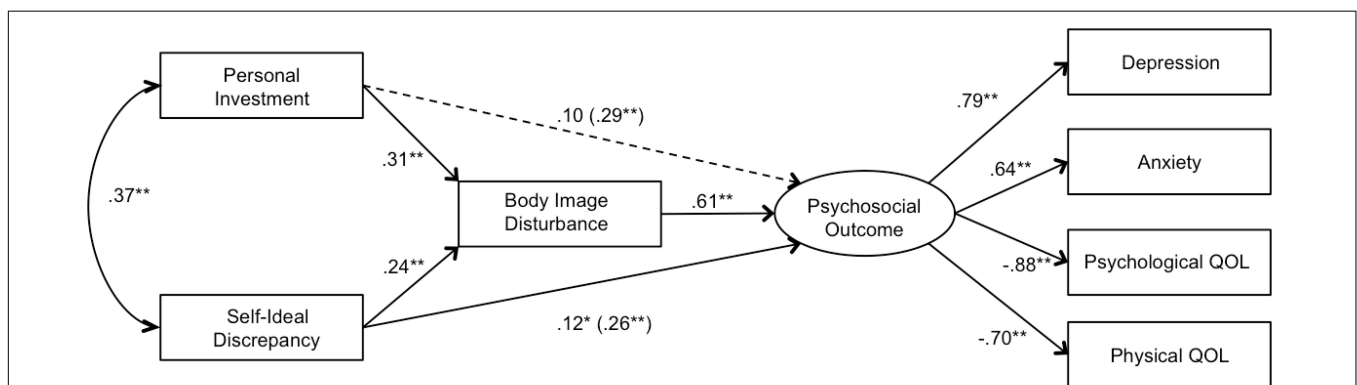 Personal
Investment
Depression
.79**
.10 (.29**)
.31**
Anxiety
.64**
.37**
Body Image
Disturbance
.61**
Psychosocial
Outcome
.24**
-.88**
Psychological QOL
Self-Ideal
Discrepancy
.12* (.26**)
-.70**
Physical QOL